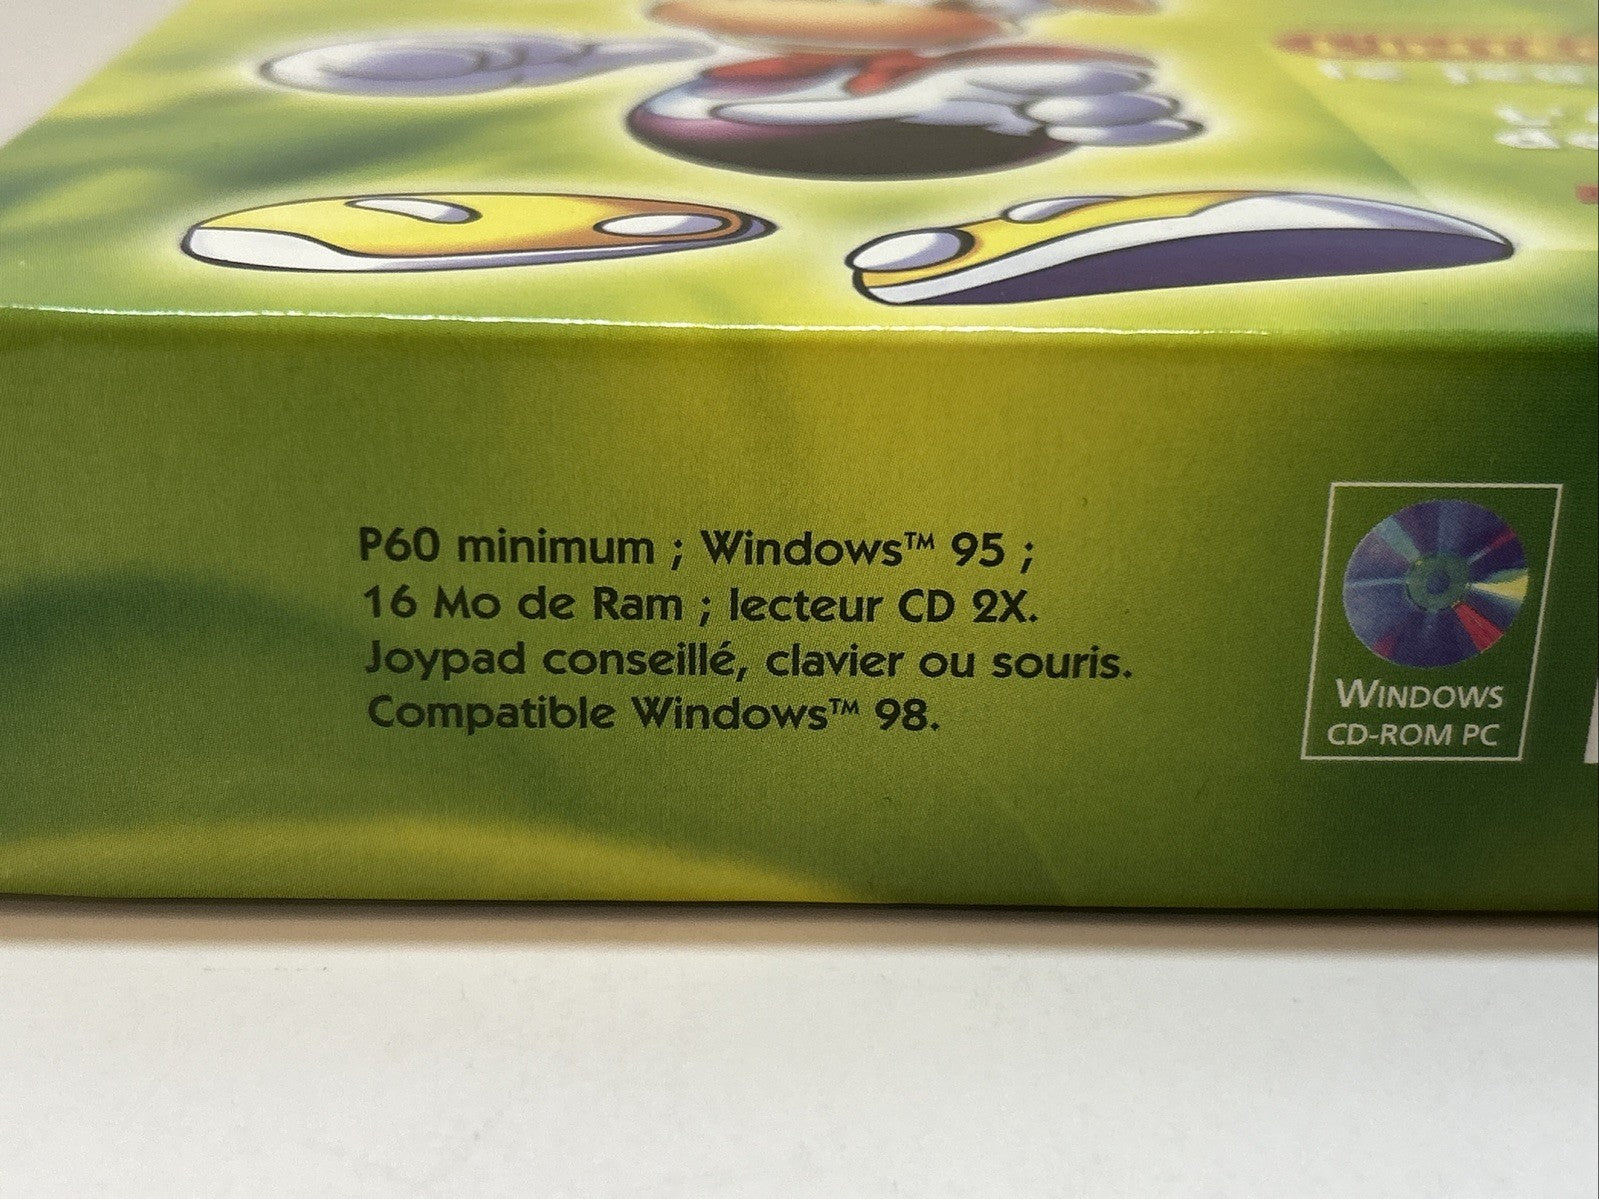 P60 minimum ; Windows™ 95 ;
16 Mo de Ram ; lecteur CD 2X.
Joypad conseillé, clavier ou souris.
Compatible Windows™ 98.
WINDOWS
CD-ROM PC